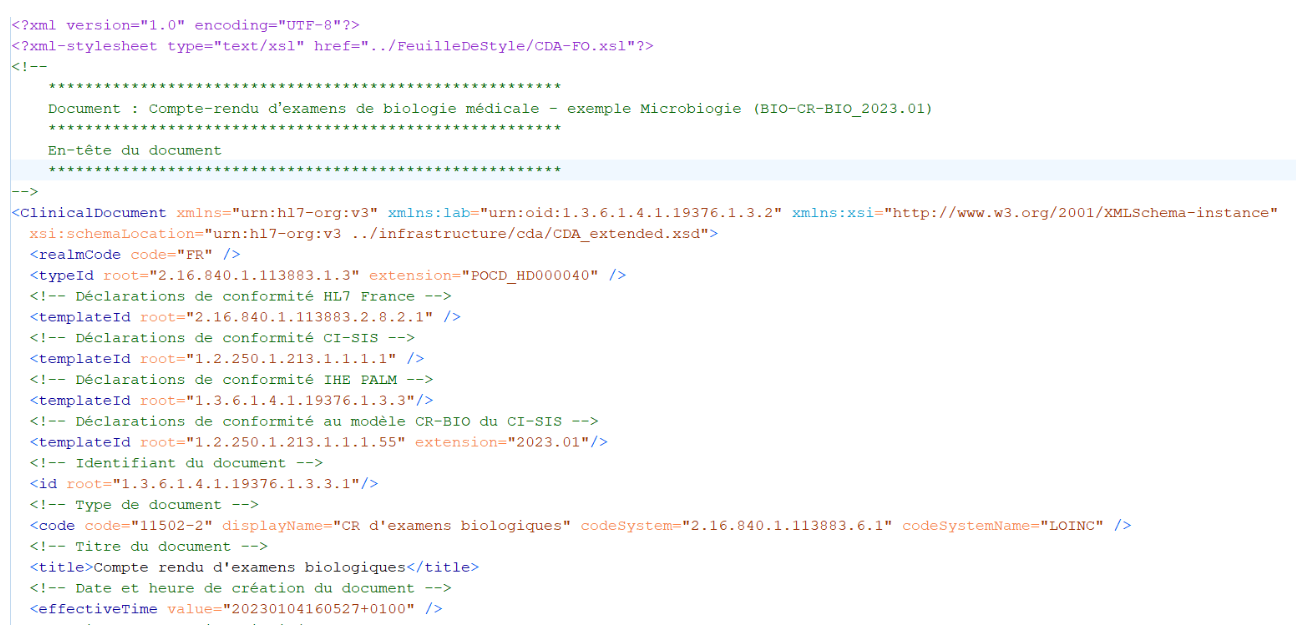 <?xml version="1.0" encoding="UTF-8"?>
<?xml-stylesheet type="text/xsl" href="../FeuilleDeStyle/CDA-FO.xsl"?>
<!--
********************************************************
Document : Compte-rendu d’examens de biologie médicale - exemple Microbiogie (BIO-CR-BIO_2023.01)
********************************************************
En-tête du document
********************************************************
-->
<ClinicalDocument xmlns="urn:hl7-org:v3" xmlns:lab="urn:oid:1.3.6.1.4.1.19376.1.3.2" xmlns:xsi="http://www.w3.org/2001/XMLSchema-instance"
xsi:schemaLocation="urn:hl7-org:v3 ../infrastructure/cda/CDA_extended.xsd">
<realmCode code="FR" />
<typeId root="2.16.840.1.113883.1.3" extension="POCD_HD000040" />
<!-- Déclarations de conformité HL7 France -->
<templateId root="2.16.840.1.113883.2.8.2.1" />
<!-- Déclarations de conformité CI-SIS -->
<templateId root="1.2.250.1.213.1.1.1.1" />
<!-- Déclarations de conformité IHE PALM -->
<templateId root="1.3.6.1.4.1.19376.1.3.3"/>
<!-- Déclarations de conformité au modèle CR-BIO du CI-SIS -->
<templateId root="1.2.250.1.213.1.1.1.55" extension="2023.01"/>
<!-- Identifiant du document -->
<id root="1.3.6.1.4.1.19376.1.3.3.1"/>
<!-- Type de document -->
<code code="11502-2" displayName="CR d'examens biologiques" codeSystem="2.16.840.1.113883.6.1" codeSystemName="LOINC" />
<!-- Titre du document -->
<title>Compte rendu d'examens biologiques</title>
<!-- Date et heure de création du document -->
<effectiveTime value="20230104160527+0100" />